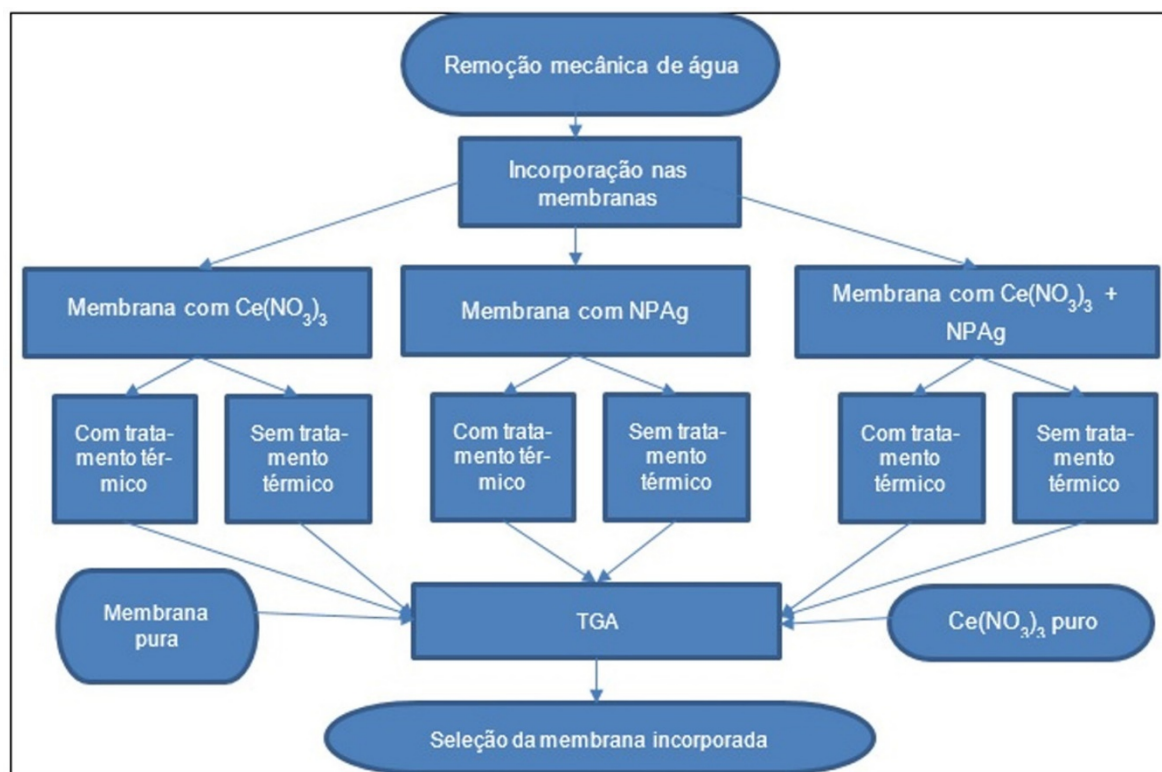 Remoção mecânica de água
Incorporação nas
membranas
Membrana com Ce(NO₃)₃
Membrana com NPAg
Membrana com Ce(NO₃)₃ +
NPAg
Com trata-
mento tér-
mico
Sem trata-
mento
térmico
Com trata-
mento tér-
mico
Sem trata-
mento
térmico
Com trata-
mento
térmico
Sem trata-
mento
térmico
Membrana
pura
TGA
Ce(NO₃)₃ puro
Seleção da membrana incorporada